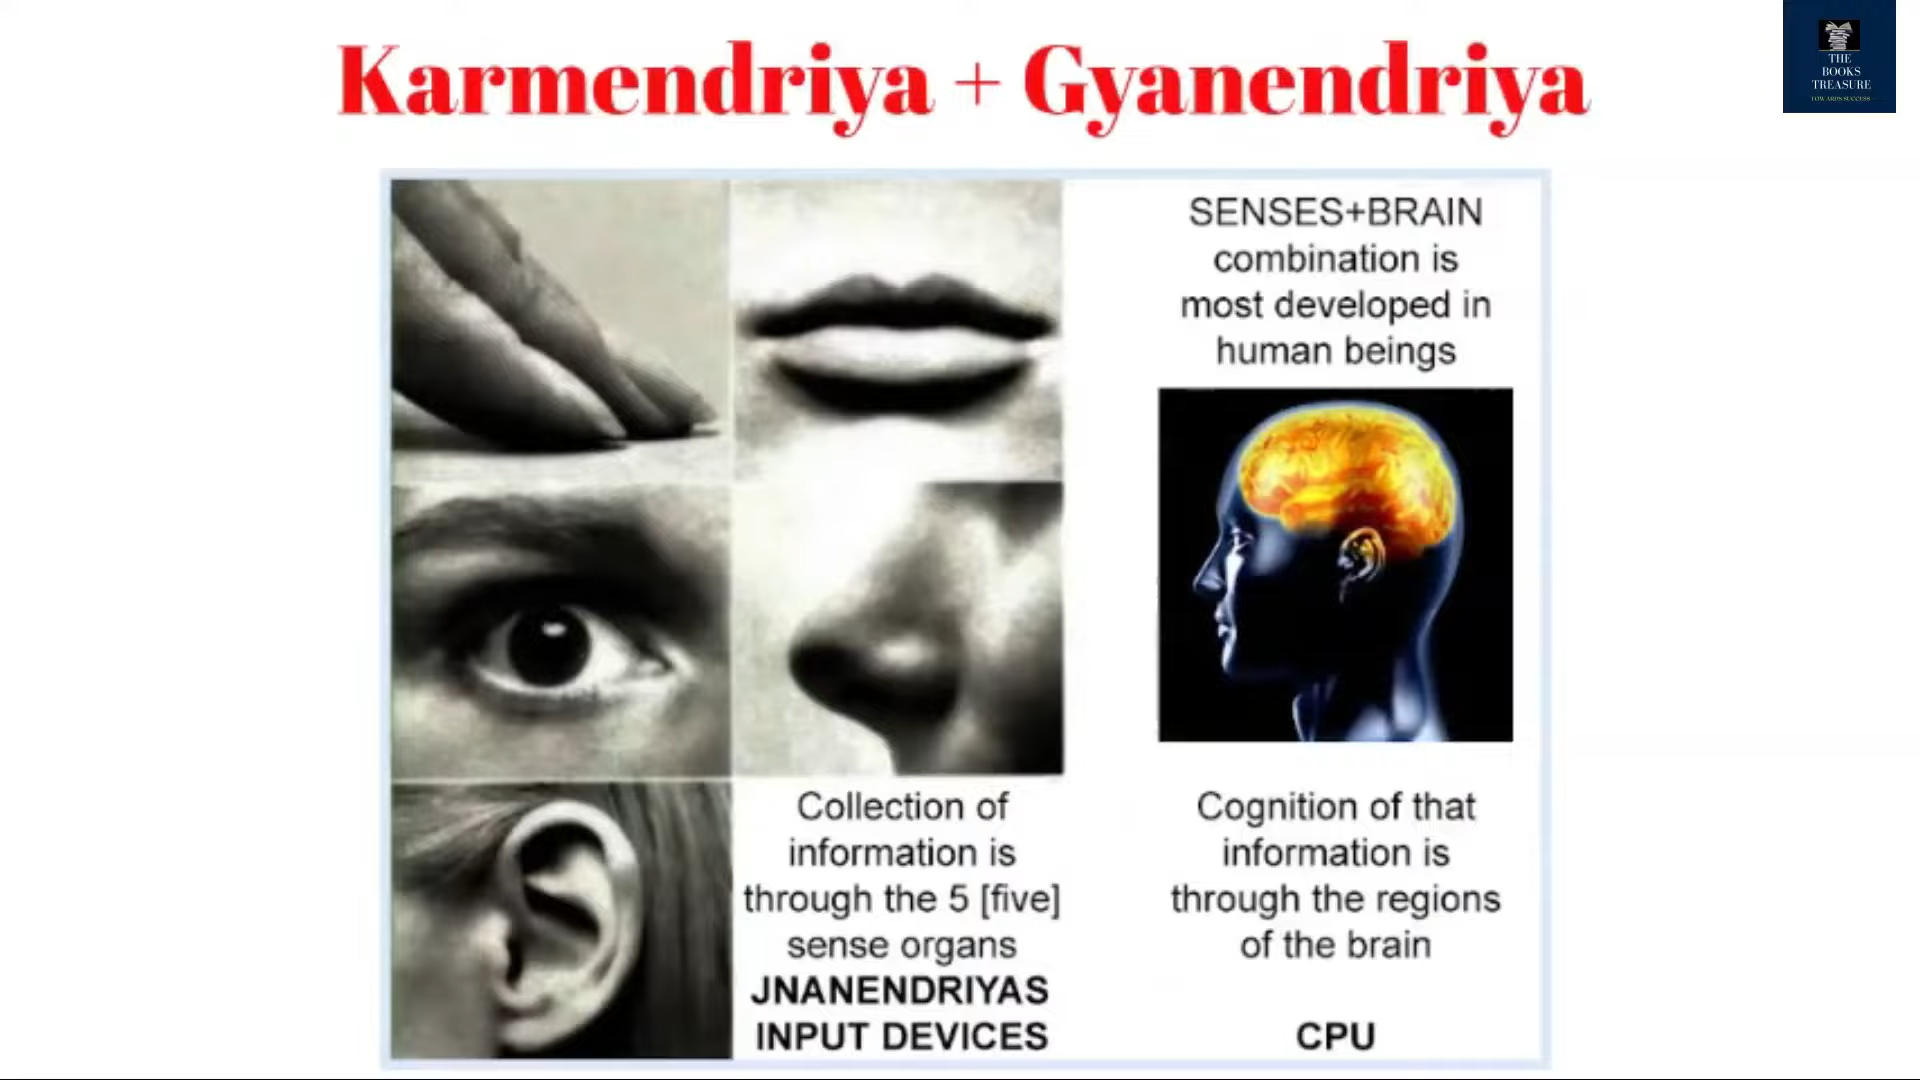 Karmendriya + Gyanendriya
THE
BOOKS
TREASURE
TOWARDS SUCCESS
SENSES+BRAIN
combination is
most developed in
human beings
Collection of
information is
through the 5 [five]
sense organs
JNANENDRIYAS
INPUT DEVICES
Cognition of that
information is
through the regions
of the brain
CPU